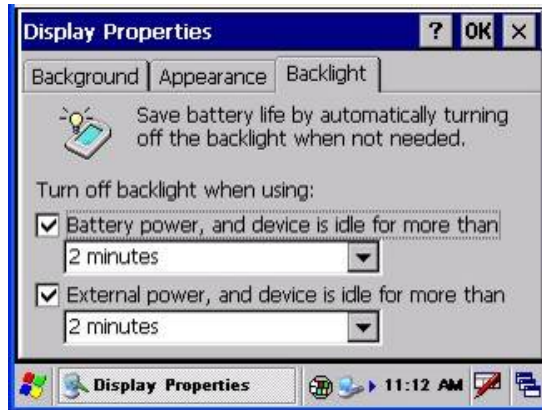 Display Properties ? OK ×
Background Appearance Backlight
Save battery life by automatically turning
off the backlight when not needed.
Turn off backlight when using:
Battery power, and device is idle for more than
2 minutes
External power, and device is idle for more than
2 minutes
Display Properties 11:12 AM